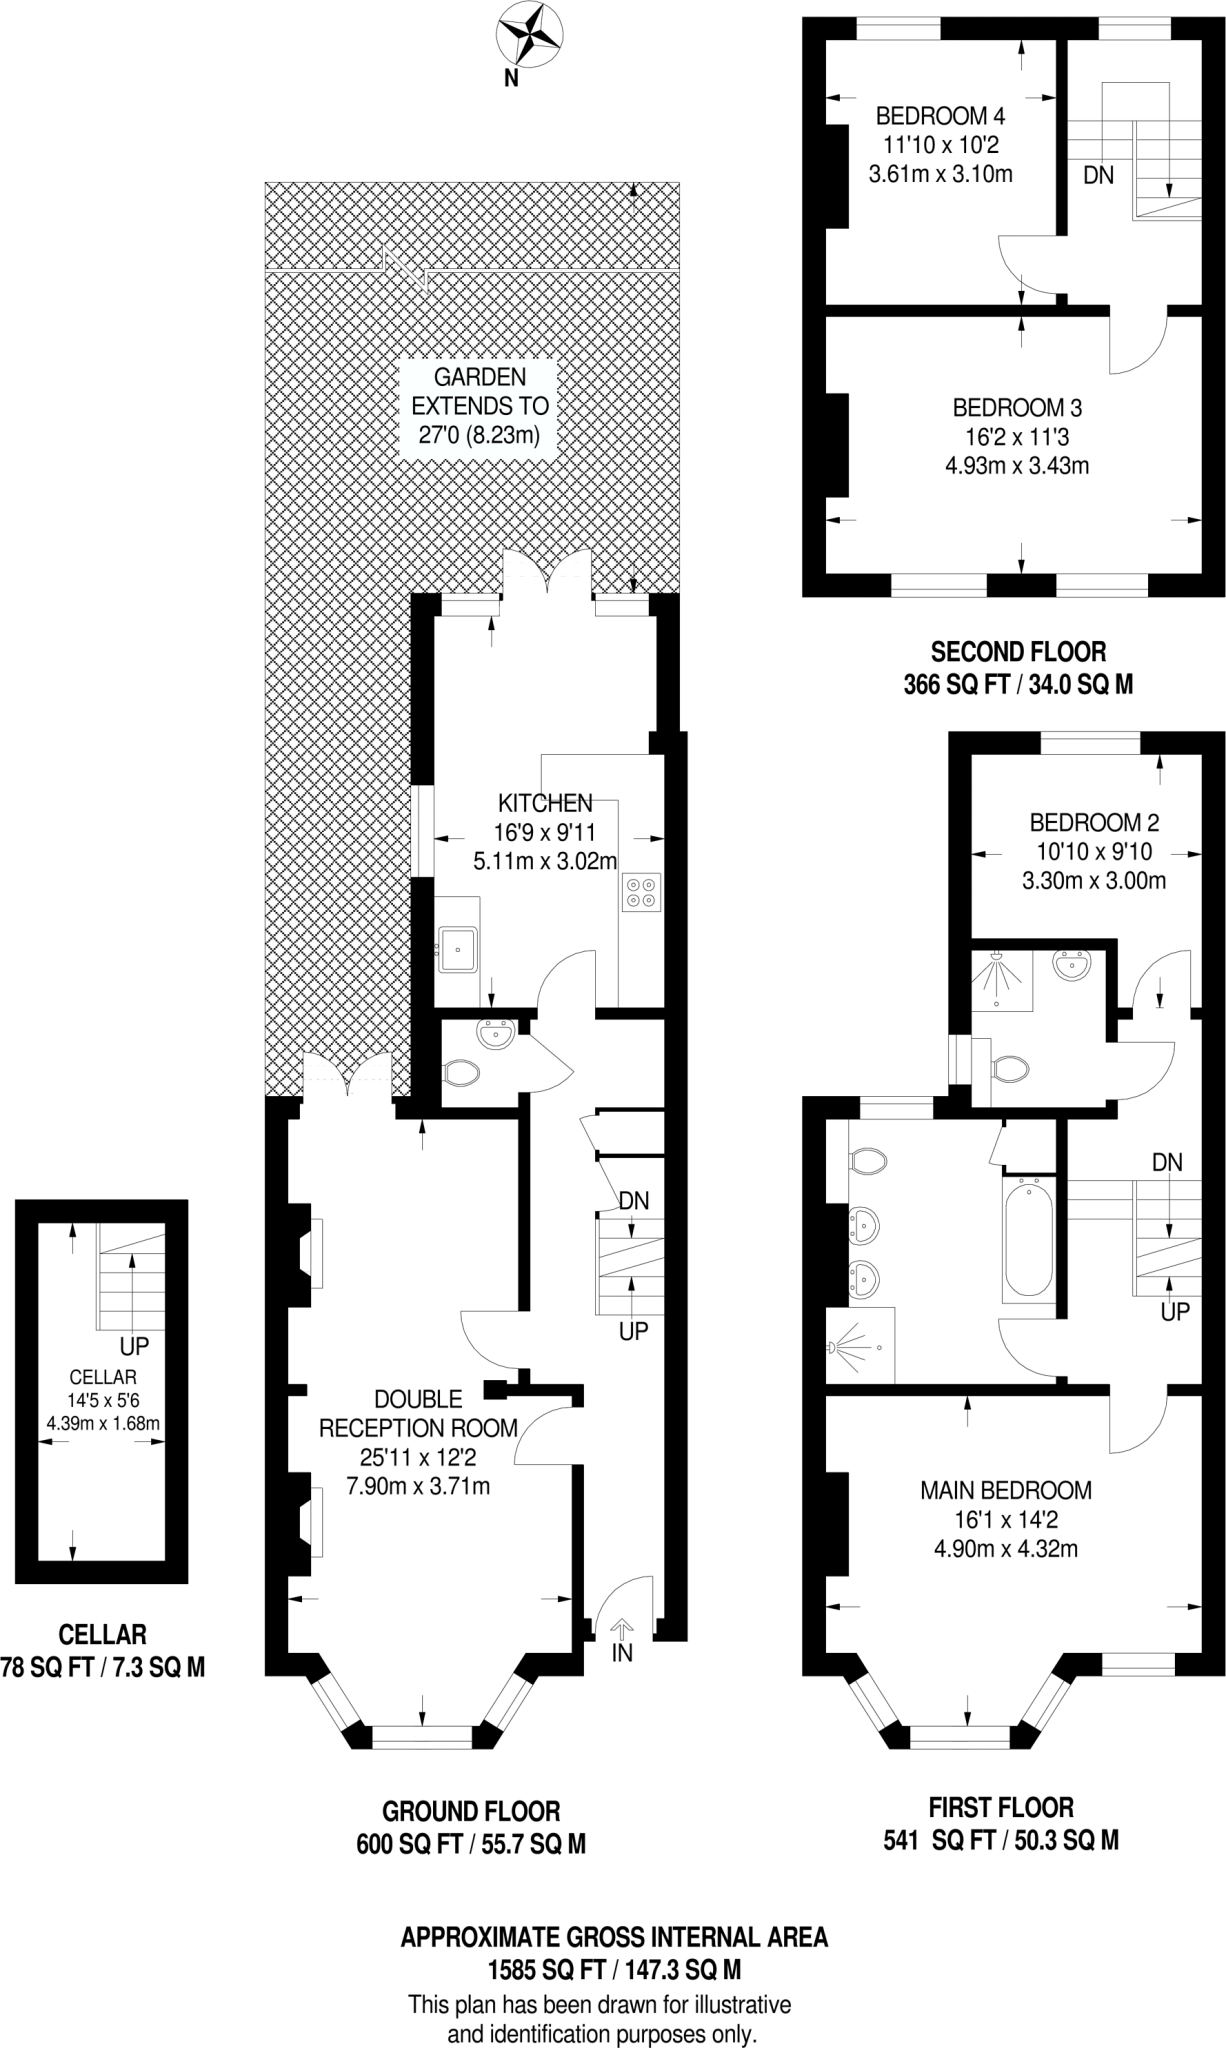 N
GARDEN
EXTENDS TO
27'0 (8.23m)
KITCHEN
16'9 x 9'11
5.11m x 3.02m
DN
UP
DOUBLE
RECEPTION ROOM
25'11 x 12'2
7.90m x 3.71m
IN
GROUND FLOOR
600 SQ FT / 55.7 SQ M
UP
CELLAR
14'5 x 5'6
4.39m x 1.68m
CELLAR
78 SQ FT / 7.3 SQ M
BEDROOM 4
11'10 x 10'2
3.61m x 3.10m
DN
BEDROOM 3
16'2 x 11'3
4.93m x 3.43m
SECOND FLOOR
366 SQ FT / 34.0 SQ M
BEDROOM 2
10'10 x 9'10
3.30m x 3.00m
DN
UP
MAIN BEDROOM
16'1 x 14'2
4.90m x 4.32m
FIRST FLOOR
541 SQ FT / 50.3 SQ M
APPROXIMATE GROSS INTERNAL AREA
1585 SQ FT / 147.3 SQ M
This plan has been drawn for illustrative
and identification purposes only.